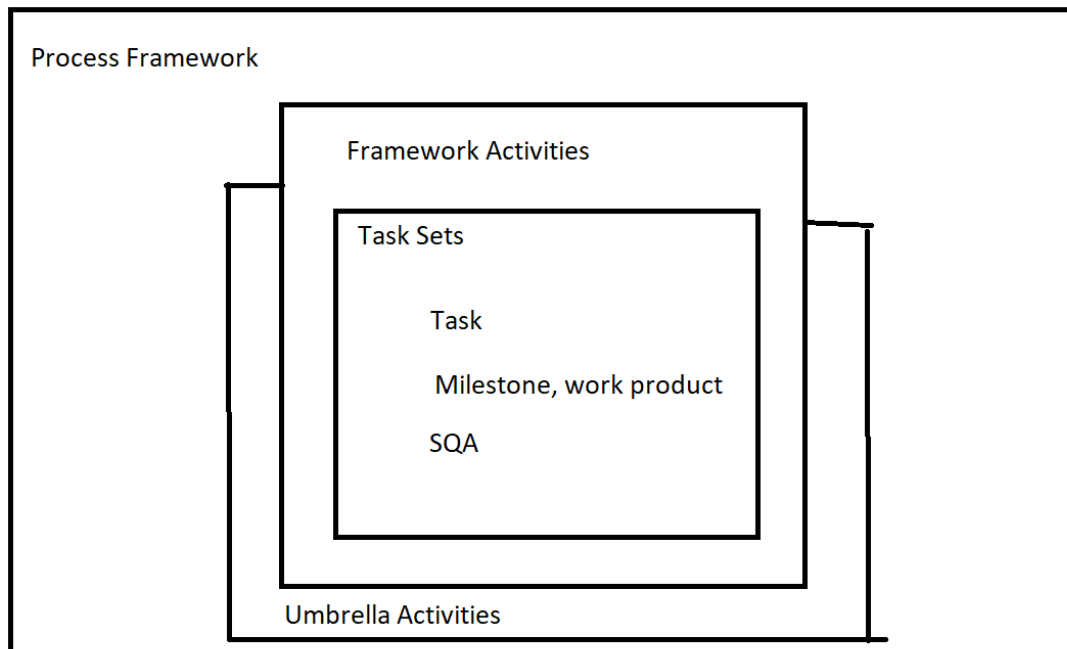 Process Framework
Framework Activities
Task Sets
Task
Milestone, work product
SQA
Umbrella Activities